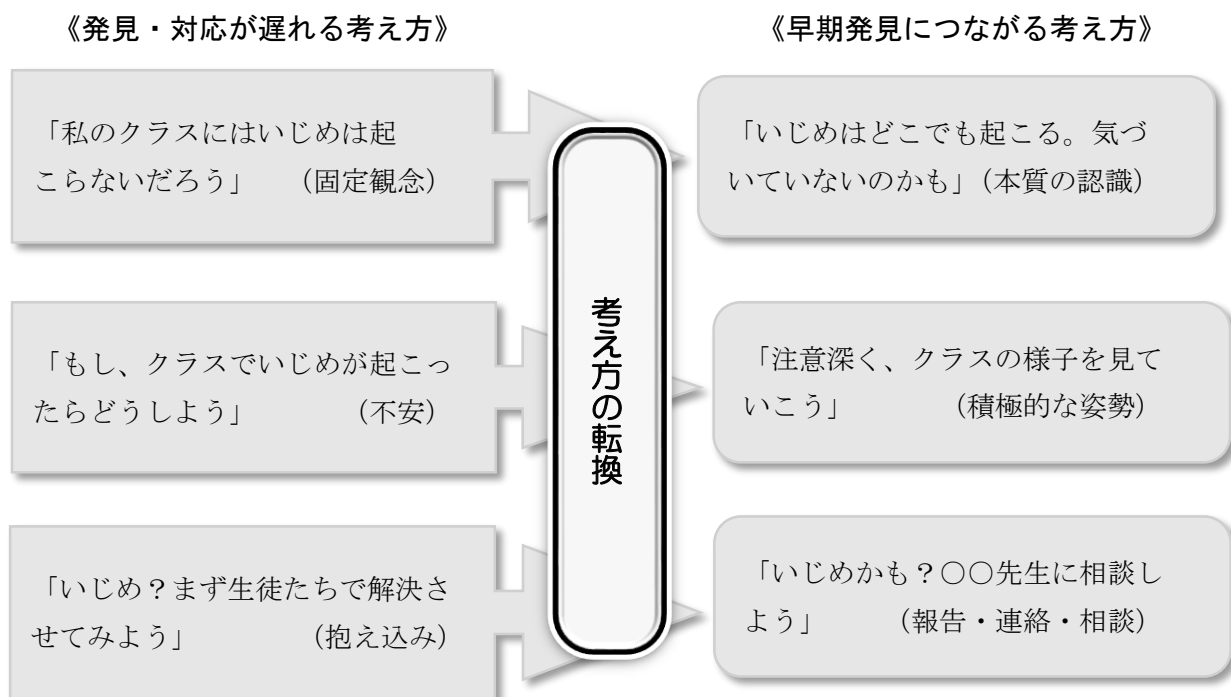 《発見・対応が遅れる考え方》
「私のクラスにはいじめは起
こらないだろう」 (固定観念)
「もし、クラスでいじめが起こっ
たらどうしよう」 (不安)
「いじめ?まず生徒たちで解決さ
せてみよう」 (抱え込み)
考え方の転換
《早期発見につながる考え方》
「いじめはどこでも起こる。気づ
いていないのかも」(本質の認識)
「注意深く、クラスの様子を見て
いこう」 (積極的な姿勢)
「いじめかも?○○先生に相談し
よう」 (報告・連絡・相談)